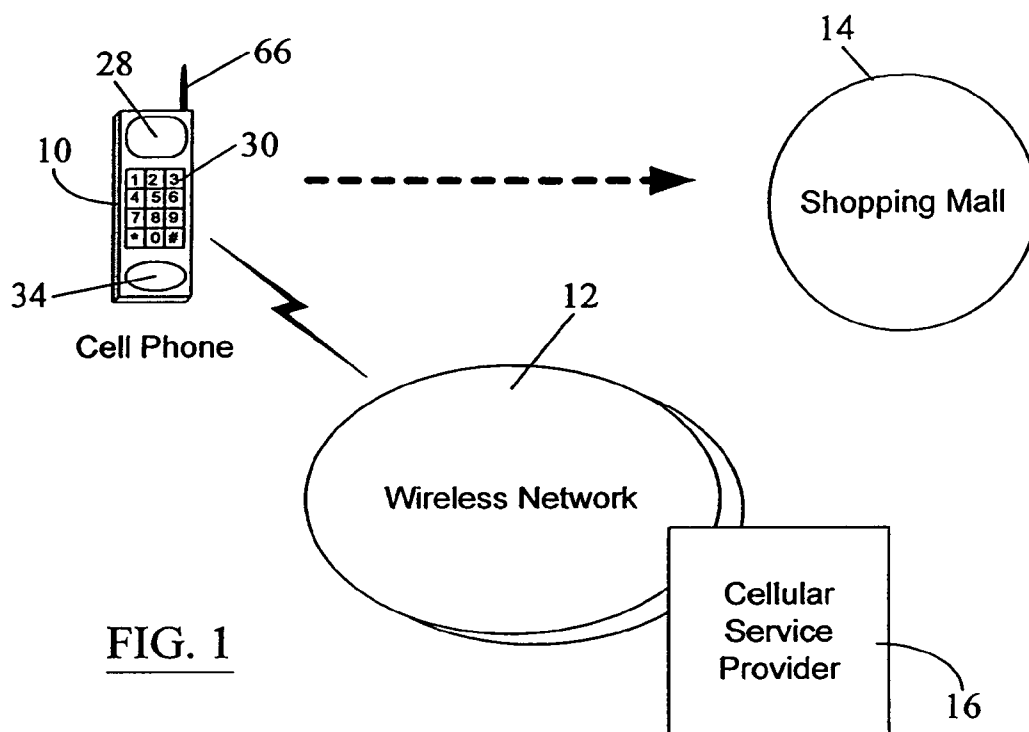 66
28
14
10
30
1 2 3
4 5 6
7 8 9
* 0 #
Shopping Mall
34
Cell Phone
12
Wireless Network
Cellular
Service
Provider
FIG. 1
16